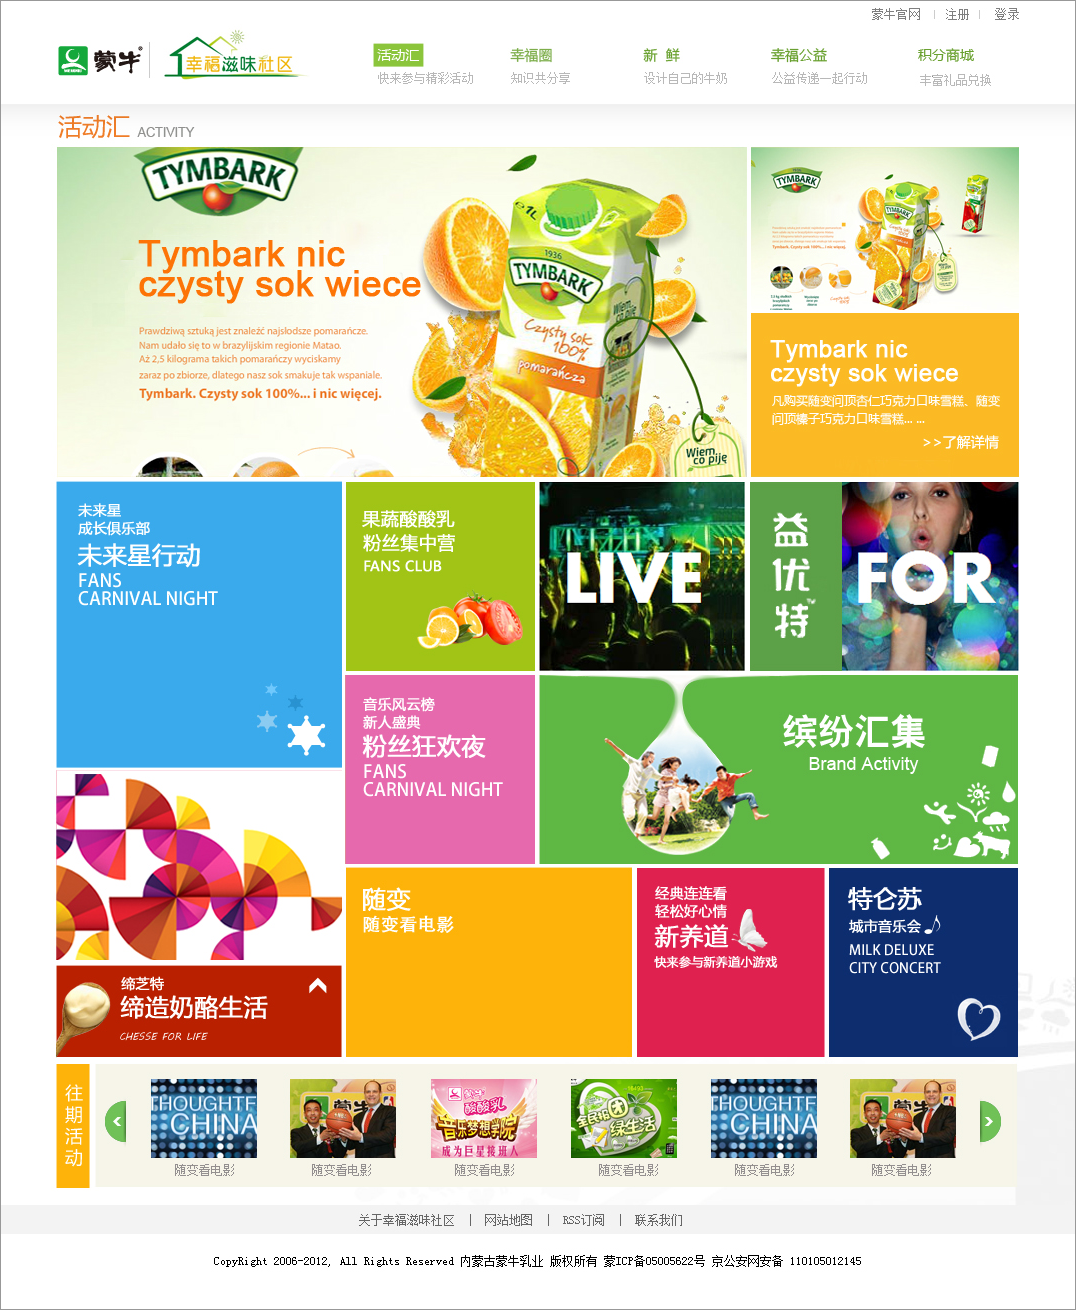 蒙牛官网 | 注册 | 登录
蒙牛
幸福滋味社区
活动汇 幸福圈 新 鲜 幸福公益 积分商城
快来参与精彩活动 知识共分享 设计自己的牛奶 公益传递一起行动 丰富礼品兑换
活动汇 ACTIVITY
TYMBARK
Tymbark nic
czysty sok wiece
Prawdziwą sztuką jest znaleźć najsłodsze pomarańcze.
Nam udało się to w brazylijskim regionie Matao.
Aż 2,5 kilograma takich pomarańczy wyciskamy
zaraz po zbiorze, dlatego nasz sok smakuje tak wspaniale.
Tymbark. Czysty sok 100%... i nic więcej.
e1L
1936
TYMBARK
Czysty sok
100%
pomarańcza
Wiem
co piję
TYMBARK
TYMBARK
Tymbark nic
czysty sok wiece
凡购买随变问顶杏仁巧克力口味雪糕、随变
问顶榛子巧克力口味雪糕... ...
>>了解详情
未来星
成长俱乐部
未来星行动
FANS
CARNIVAL NIGHT
果蔬酸酸乳
粉丝集中营
FANS CLUB
LIVE
益优特
TM
FOR
音乐风云榜
新人盛典
粉丝狂欢夜
FANS
CARNIVAL NIGHT
缤纷汇集
Brand Activity
随变
随变看电影
经典连连看
轻松好心情
新养道
快来参与新养道小游戏
特仑苏
城市音乐会
MILK DELUXE
CITY CONCERT
缔芝特
缔造奶酪生活
CHESSE FOR LIFE
往期活动
THOUGHTF
CHINA
蒙牛
蒙牛
酸酸乳
音乐梦想学院
成为巨星接班人
全民抱团
绿生活
THOUGHTF
CHINA
蒙牛
随变看电影 随变看电影 随变看电影 随变看电影 随变看电影 随变看电影
关于幸福滋味社区 | 网站地图 | RSS订阅 | 联系我们
CopyRight 2006-2012, All Rights Reserved 内蒙古蒙牛乳业 版权所有 蒙ICP备05005622号 京公安网安备 110105012145